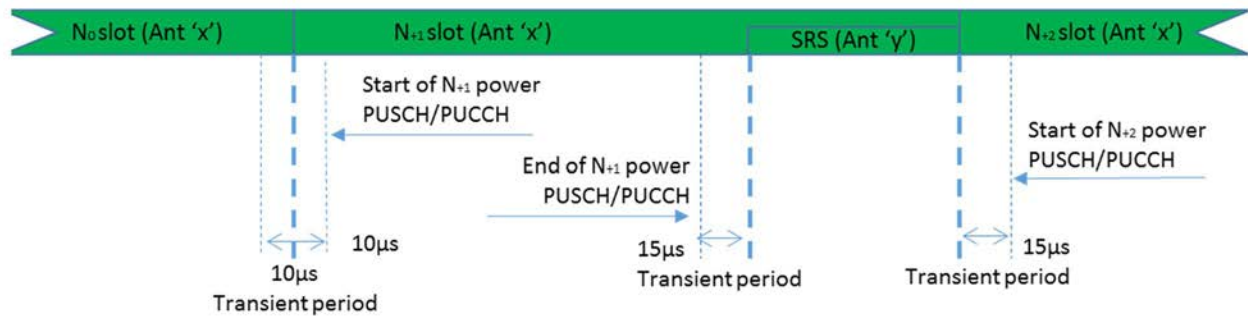 N₀ slot (Ant ‘x’)
N₊₁ slot (Ant ‘x’)
SRS (Ant ‘y’)
N₊₂ slot (Ant ‘x’)
Start of N₊₁ power
PUSCH/PUCCH
End of N₊₁ power
PUSCH/PUCCH
Start of N₊₂ power
PUSCH/PUCCH
10µs
10µs
Transient period
15µs
Transient period
15µs
Transient period